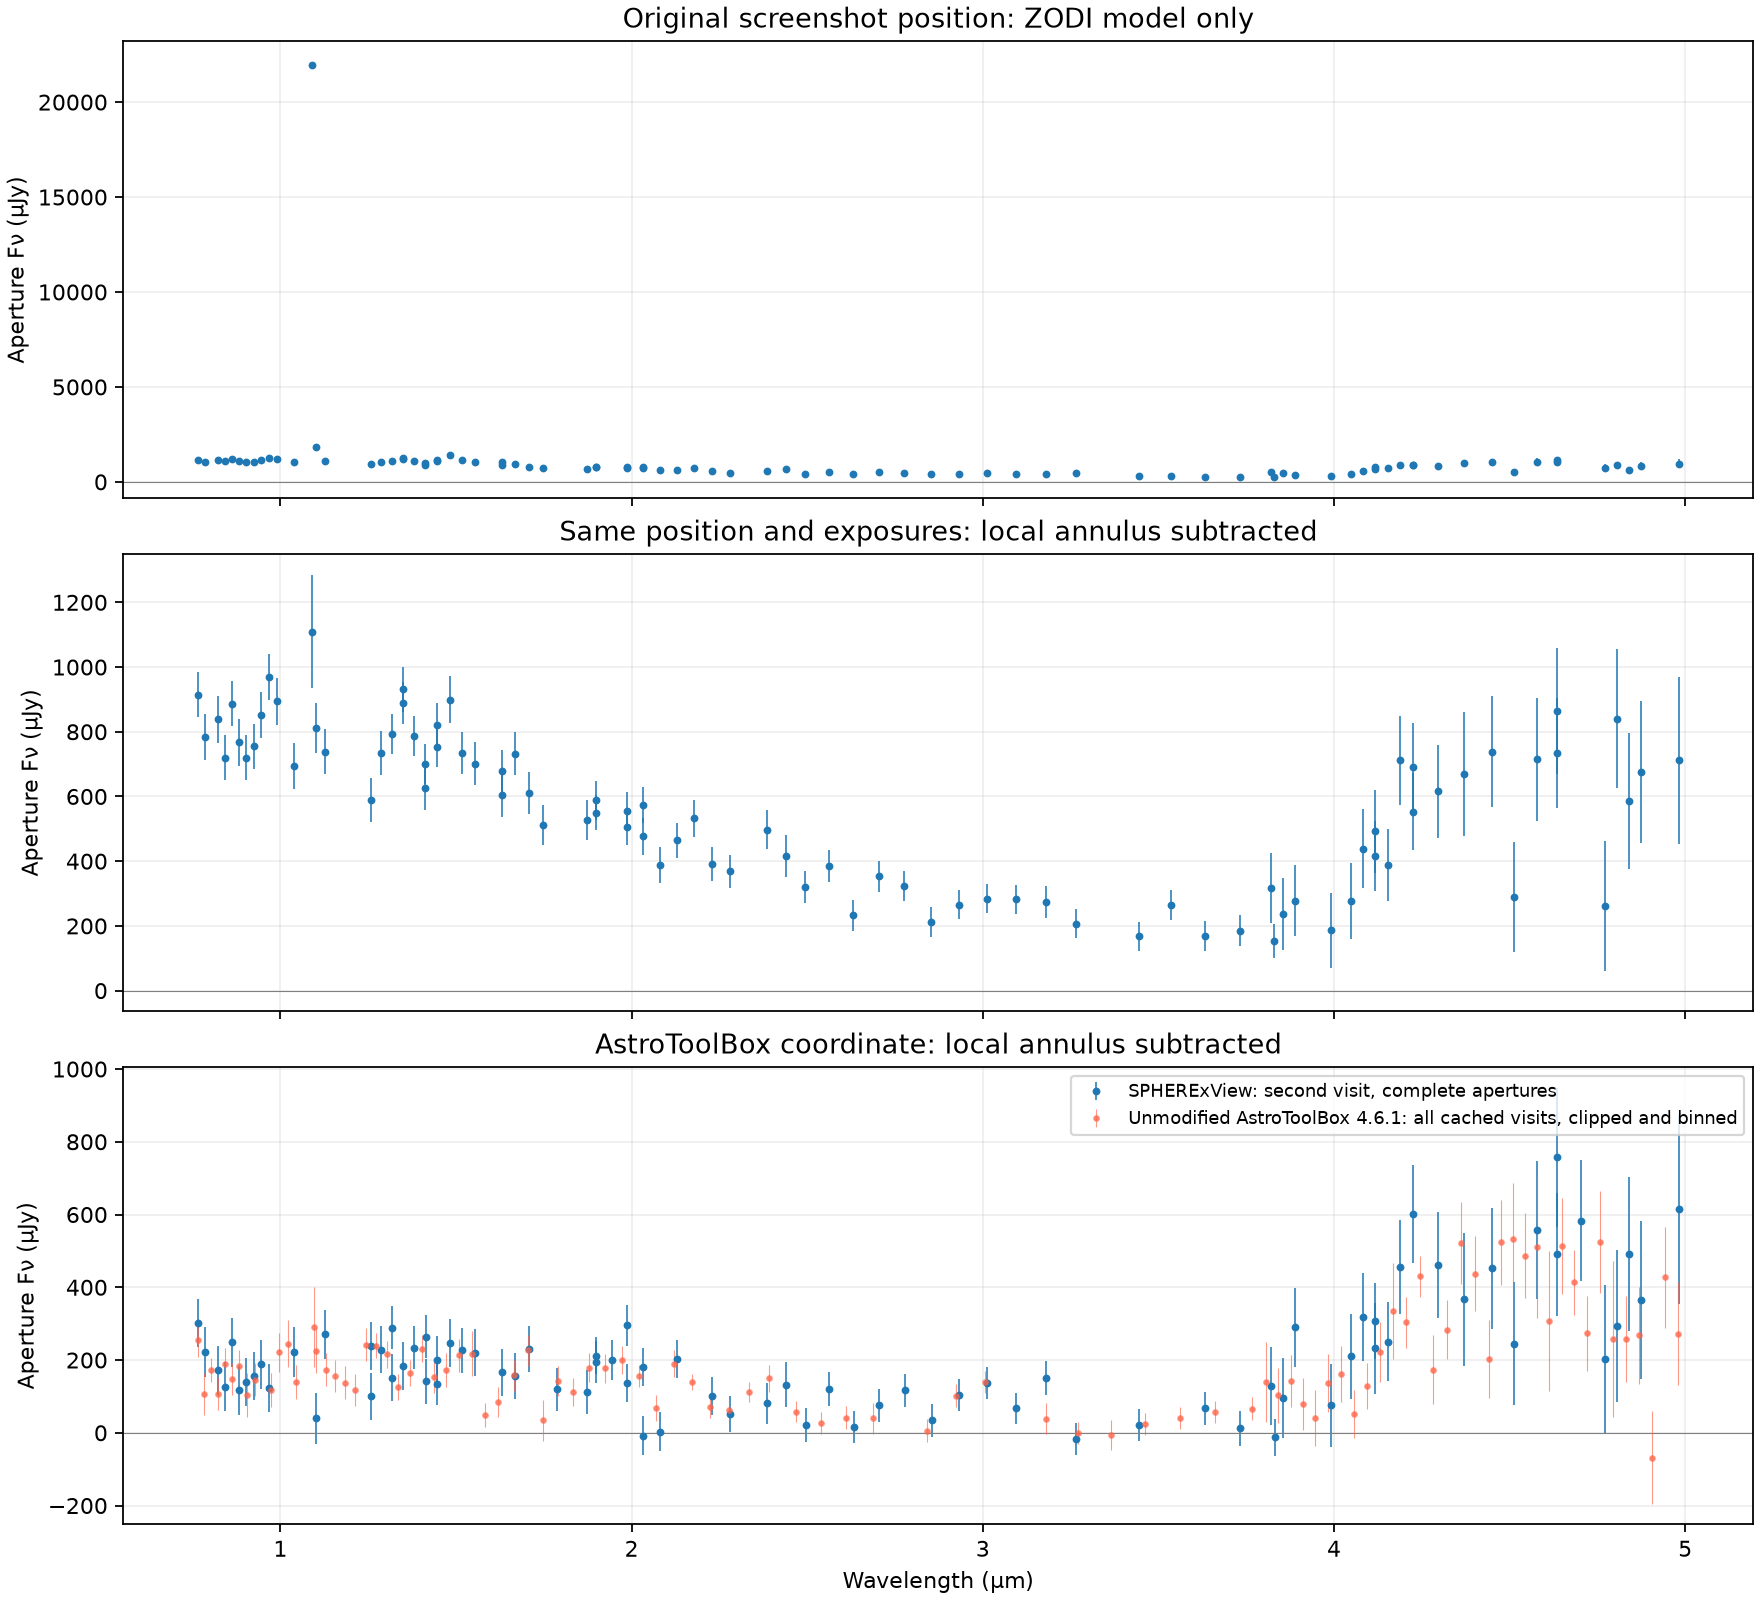 Original screenshot position: ZODI model only
20000
15000
10000
5000
0
Aperture Fν (μJy)
Same position and exposures: local annulus subtracted
1200
1000
800
600
400
200
0
Aperture Fν (μJy)
AstroToolBox coordinate: local annulus subtracted
SPHERExView: second visit, complete apertures
Unmodified AstroToolBox 4.6.1: all cached visits, clipped and binned
1000
800
600
400
200
0
−200
Aperture Fν (μJy)
1 2 3 4 5
Wavelength (μm)